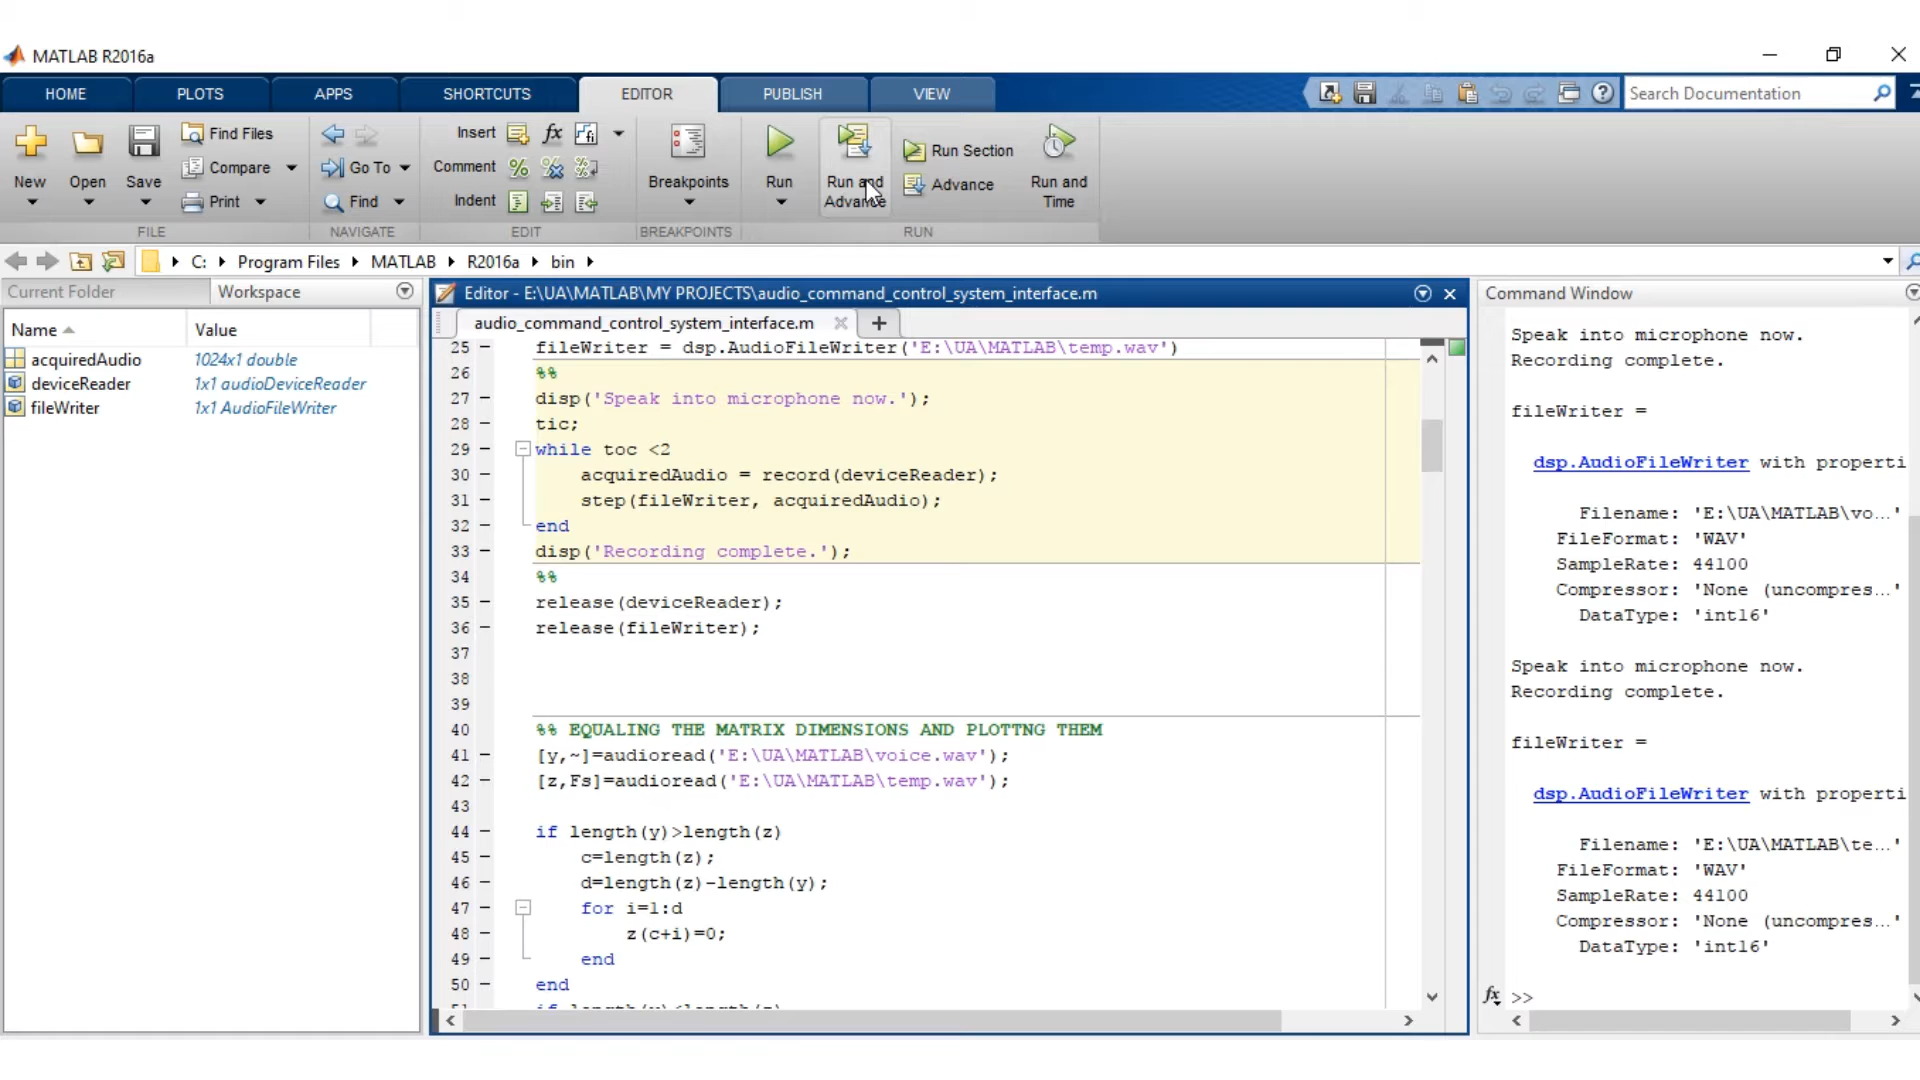 MATLAB R2016a
HOME PLOTS APPS SHORTCUTS EDITOR PUBLISH VIEW Search Documentation
New Open Save Find Files Compare Print
Go To Find
Insert fx
Comment
Indent
Breakpoints
Run
Run and Advance
Run Section
Advance
Run and Time
FILE NAVIGATE EDIT BREAKPOINTS RUN
C: Program Files MATLAB R2016a bin
Current Folder Workspace
Name Value
acquiredAudio 1024x1 double
deviceReader 1x1 audioDeviceReader
fileWriter 1x1 AudioFileWriter
Editor - E:\UA\MATLAB\MY PROJECTS\audio_command_control_system_interface.m
audio_command_control_system_interface.m +
25 - fileWriter = dsp.AudioFileWriter('E:\UA\MATLAB\temp.wav')
26 %%
27 - disp('Speak into microphone now.');
28 - tic;
29 - while toc <2
30 - acquiredAudio = record(deviceReader);
31 - step(fileWriter, acquiredAudio);
32 - end
33 - disp('Recording complete.');
34 %%
35 - release(deviceReader);
36 - release(fileWriter);
37
38
39
40 %% EQUALING THE MATRIX DIMENSIONS AND PLOTTNG THEM
41 - [y,~]=audioread('E:\UA\MATLAB\voice.wav');
42 - [z,Fs]=audioread('E:\UA\MATLAB\temp.wav');
43
44 - if length(y)>length(z)
45 - c=length(z);
46 - d=length(z)-length(y);
47 - for i=1:d
48 - z(c+i)=0;
49 - end
50 - end
Command Window
Speak into microphone now.
Recording complete.
fileWriter =
dsp.AudioFileWriter with properti
Filename: 'E:\UA\MATLAB\vo...'
FileFormat: 'WAV'
SampleRate: 44100
Compressor: 'None (uncompres...'
DataType: 'int16'
Speak into microphone now.
Recording complete.
fileWriter =
dsp.AudioFileWriter with properti
Filename: 'E:\UA\MATLAB\te...'
FileFormat: 'WAV'
SampleRate: 44100
Compressor: 'None (uncompres...'
DataType: 'int16'
fx >>